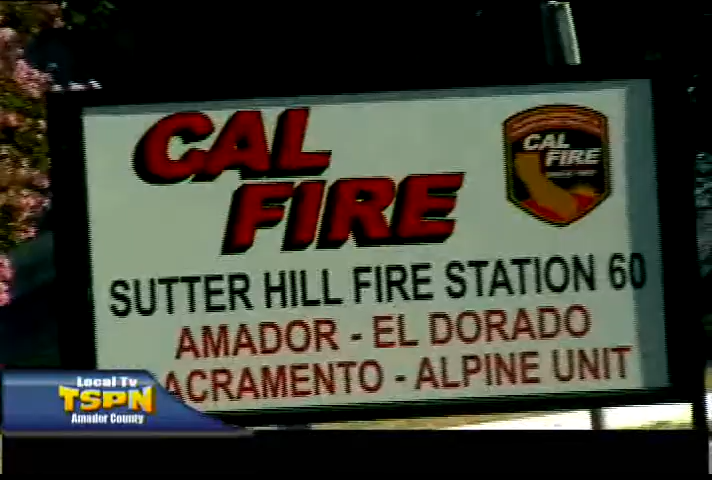 CAL
FIRE
CAL
FIRE
SUTTER HILL FIRE STATION 60
AMADOR - EL DORADO
ACRAMENTO - ALPINE UNIT
Local Tv
TSPN
Amador County